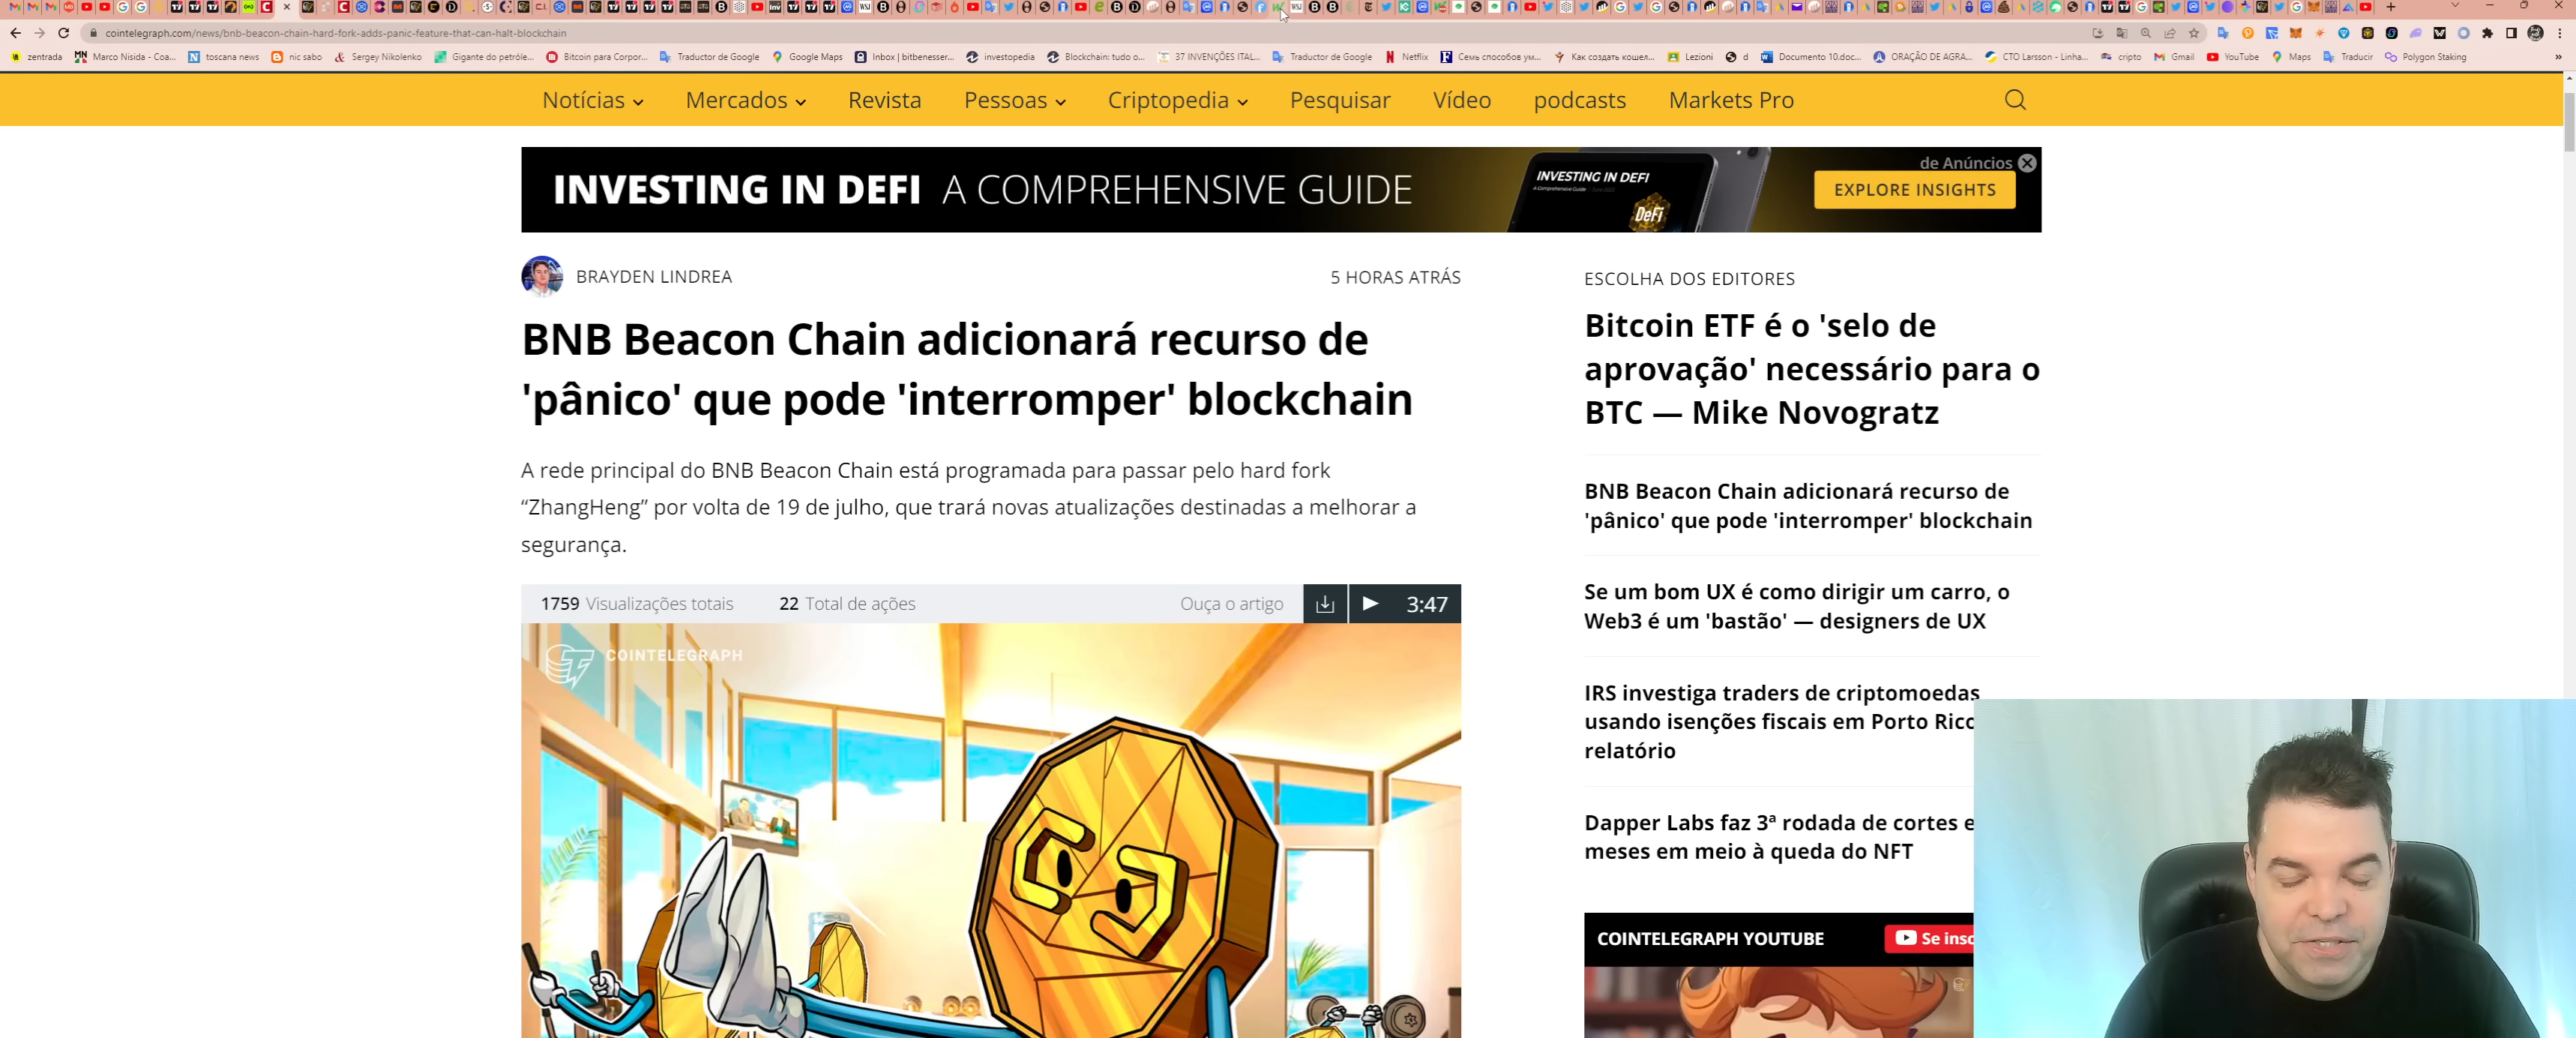 cointelegraph.com/news/bnb-beacon-chain-hard-fork-adds-panic-feature-that-can-halt-blockchain
zentrada
Marco Nisida - Coa...
toscana news
nic sabo
Sergey Nikolenko
Gigante do petróle...
Bitcoin para Corpor...
Traductor de Google
Google Maps
Inbox | bitbenesser...
investopedia
Blockchain: tudo o...
37 INVENÇÕES ITAL...
Traductor de Google
Netflix
Семь способов ум...
Как создать кошел...
Lezioni
d
Documento 10.doc...
ORAÇÃO DE AGRA...
CTO Larsson - Linha...
cripto
Gmail
YouTube
Maps
Traducir
Polygon Staking
»
Notícias
Mercados
Revista
Pessoas
Criptopedia
Pesquisar
Vídeo
podcasts
Markets Pro
INVESTING IN DEFI A COMPREHENSIVE GUIDE
INVESTING IN DEFI
DeFi
de Anúncios
EXPLORE INSIGHTS
BRAYDEN LINDREA
5 HORAS ATRÁS
BNB Beacon Chain adicionará recurso de
'pânico' que pode 'interromper' blockchain
A rede principal do BNB Beacon Chain está programada para passar pelo hard fork
“ZhangHeng” por volta de 19 de julho, que trará novas atualizações destinadas a melhorar a
segurança.
1759 Visualizações totais
22 Total de ações
Ouça o artigo
3:47
COINTELEGRAPH
ESCOLHA DOS EDITORES
Bitcoin ETF é o 'selo de
aprovação' necessário para o
BTC — Mike Novogratz
BNB Beacon Chain adicionará recurso de
'pânico' que pode 'interromper' blockchain
Se um bom UX é como dirigir um carro, o
Web3 é um 'bastão' — designers de UX
IRS investiga traders de criptomoedas
usando isenções fiscais em Porto Rico
relatório
Dapper Labs faz 3ª rodada de cortes e
meses em meio à queda do NFT
COINTELEGRAPH YOUTUBE
Se insc